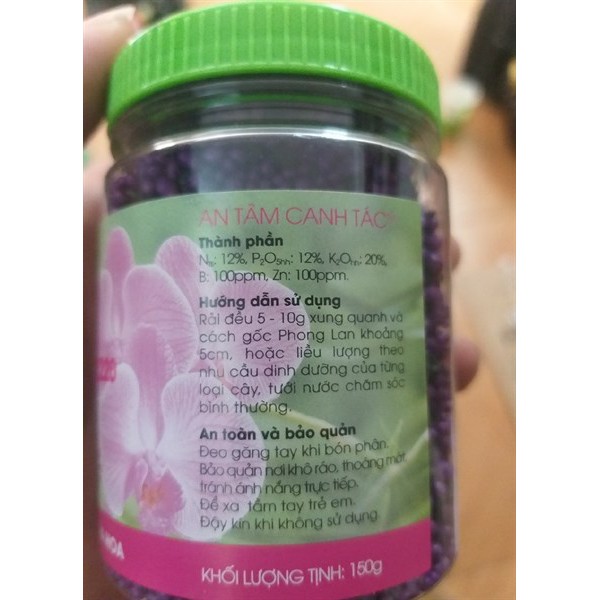 AN TÂM CANH TÁC
Thành phần
Nts: 12%, P₂O₅hh: 12%, K₂Ohh: 20%,
B: 100ppm, Zn: 100ppm.
Hướng dẫn sử dụng
Rải đều 5 - 10g xung quanh và
cách gốc Phong Lan khoảng
5cm, hoặc liều lượng theo
nhu cầu dinh dưỡng của từng
loại cây, tưới nước chăm sóc
bình thường.
An toàn và bảo quản
Đeo găng tay khi bón phân.
Bảo quản nơi khô ráo, thoáng mát
tránh ánh nắng trực tiếp.
Để xa tầm tay trẻ em.
Đậy kín khi không sử dụng.
HOA
KHỐI LƯỢNG TỊNH: 150g